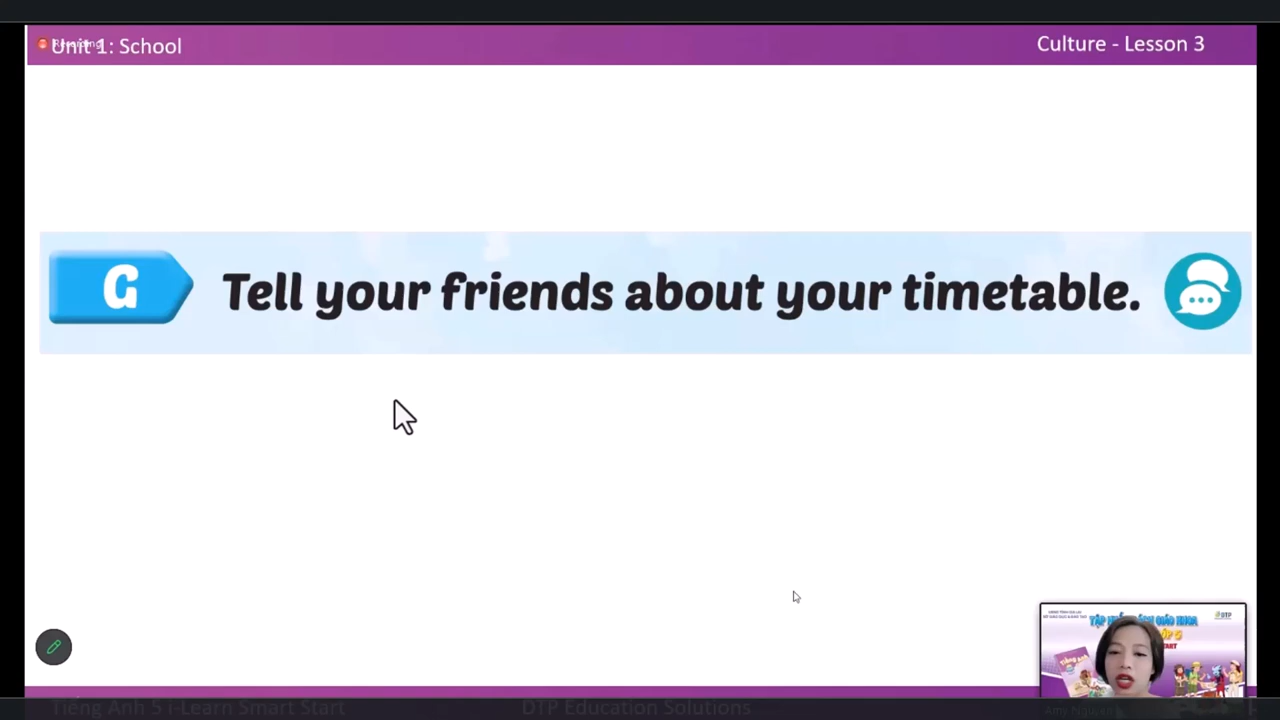 Unit 1: School
Culture - Lesson 3
G
Tell your friends about your timetable.
DTP
Tiếng Anh 5 i-Learn Smart Start
DTP Education Solutions